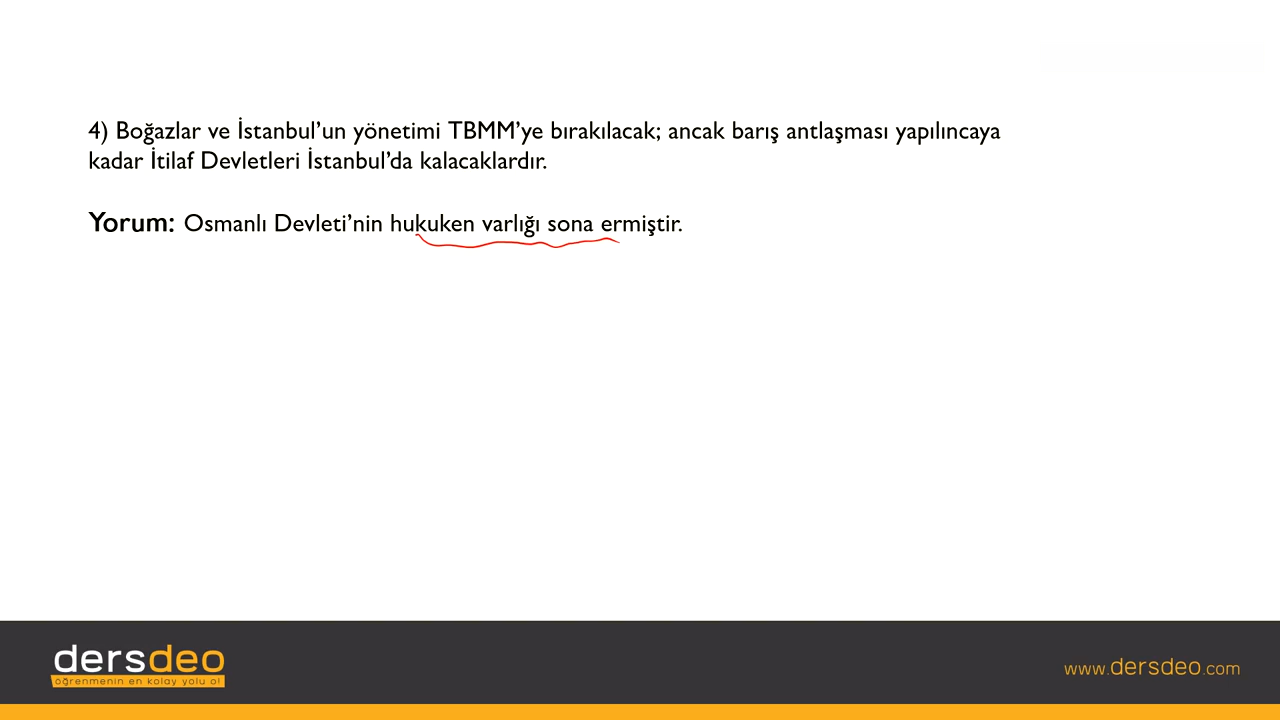 4) Boğazlar ve İstanbul’un yönetimi TBMM’ye bırakılacak; ancak barış antlaşması yapılıncaya
kadar İtilaf Devletleri İstanbul’da kalacaklardır.
Yorum: Osmanlı Devleti’nin hukuken varlığı sona ermiştir.
dersdeo
öğrenmenin en kolay yolu o!
www.dersdeo.com